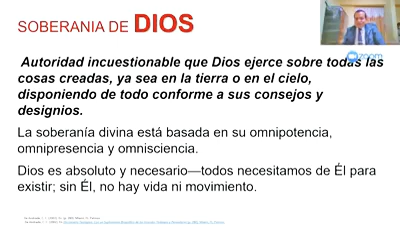 SOBERANIA DE DIOS
Autoridad incuestionable que Dios ejerce sobre todas las
cosas creadas, ya sea en la tierra o en el cielo,
disponiendo de todo conforme a sus consejos y
designios.
zoom
La soberanía divina está basada en su omnipotencia,
omnipresencia y omnisciencia.
Dios es absoluto y necesario—todos necesitamos de Él para
existir; sin Él, no hay vida ni movimiento.